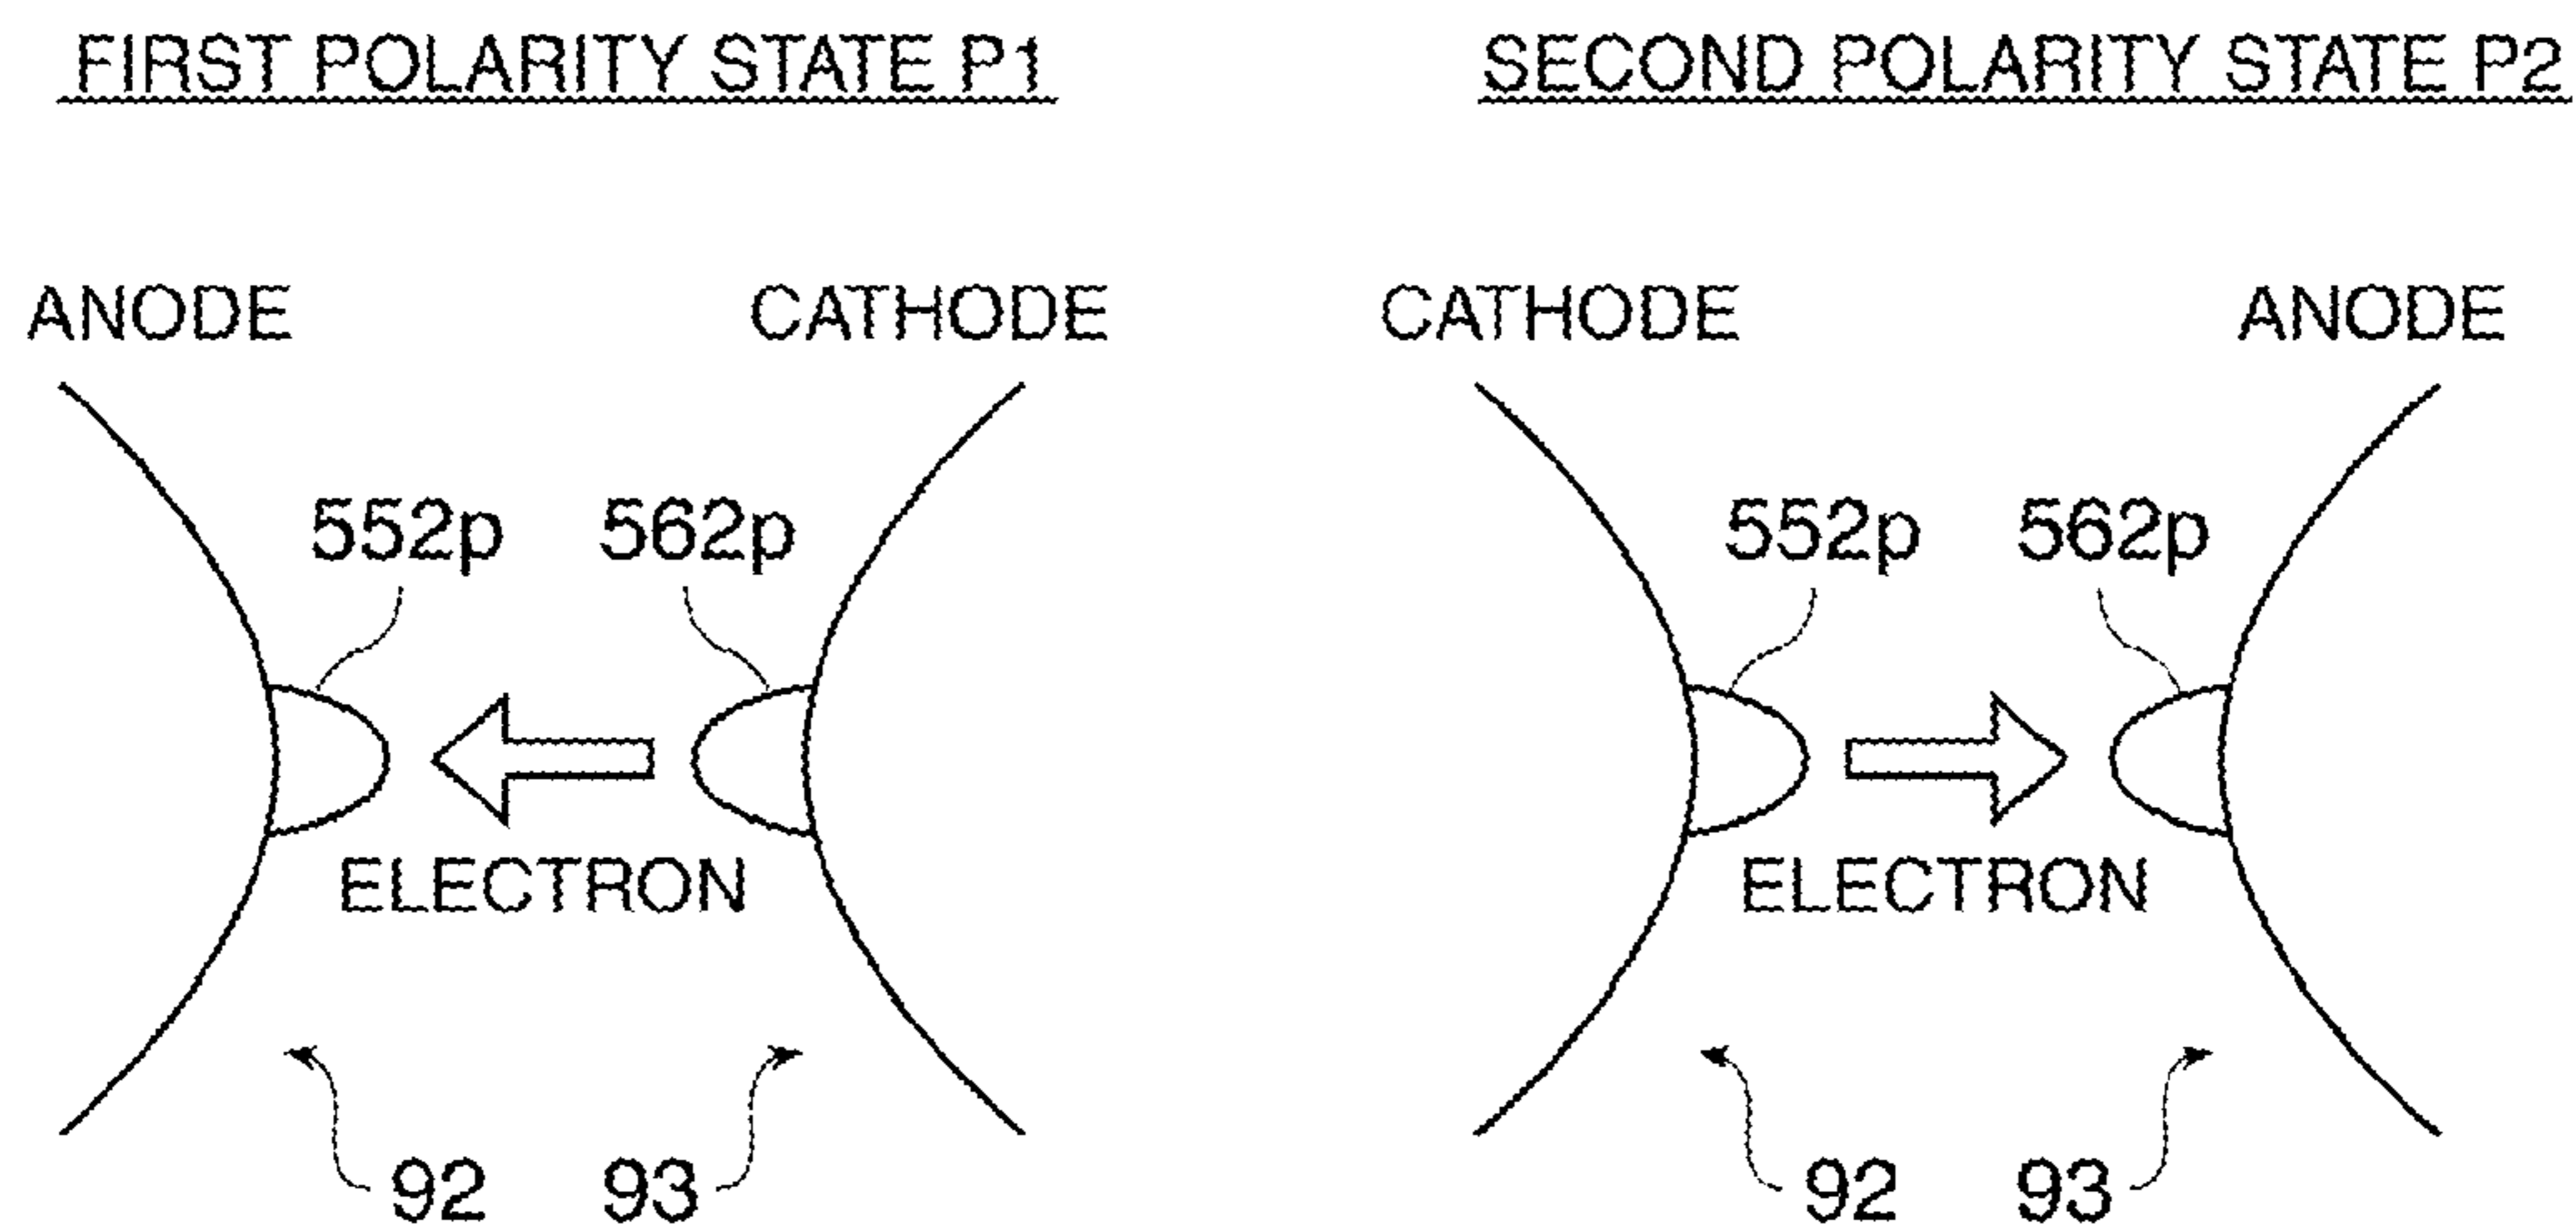 FIRST POLARITY STATE P1
ANODE CATHODE
552p 562p
ELECTRON
92 93
SECOND POLARITY STATE P2
CATHODE ANODE
552p 562p
ELECTRON
92 93